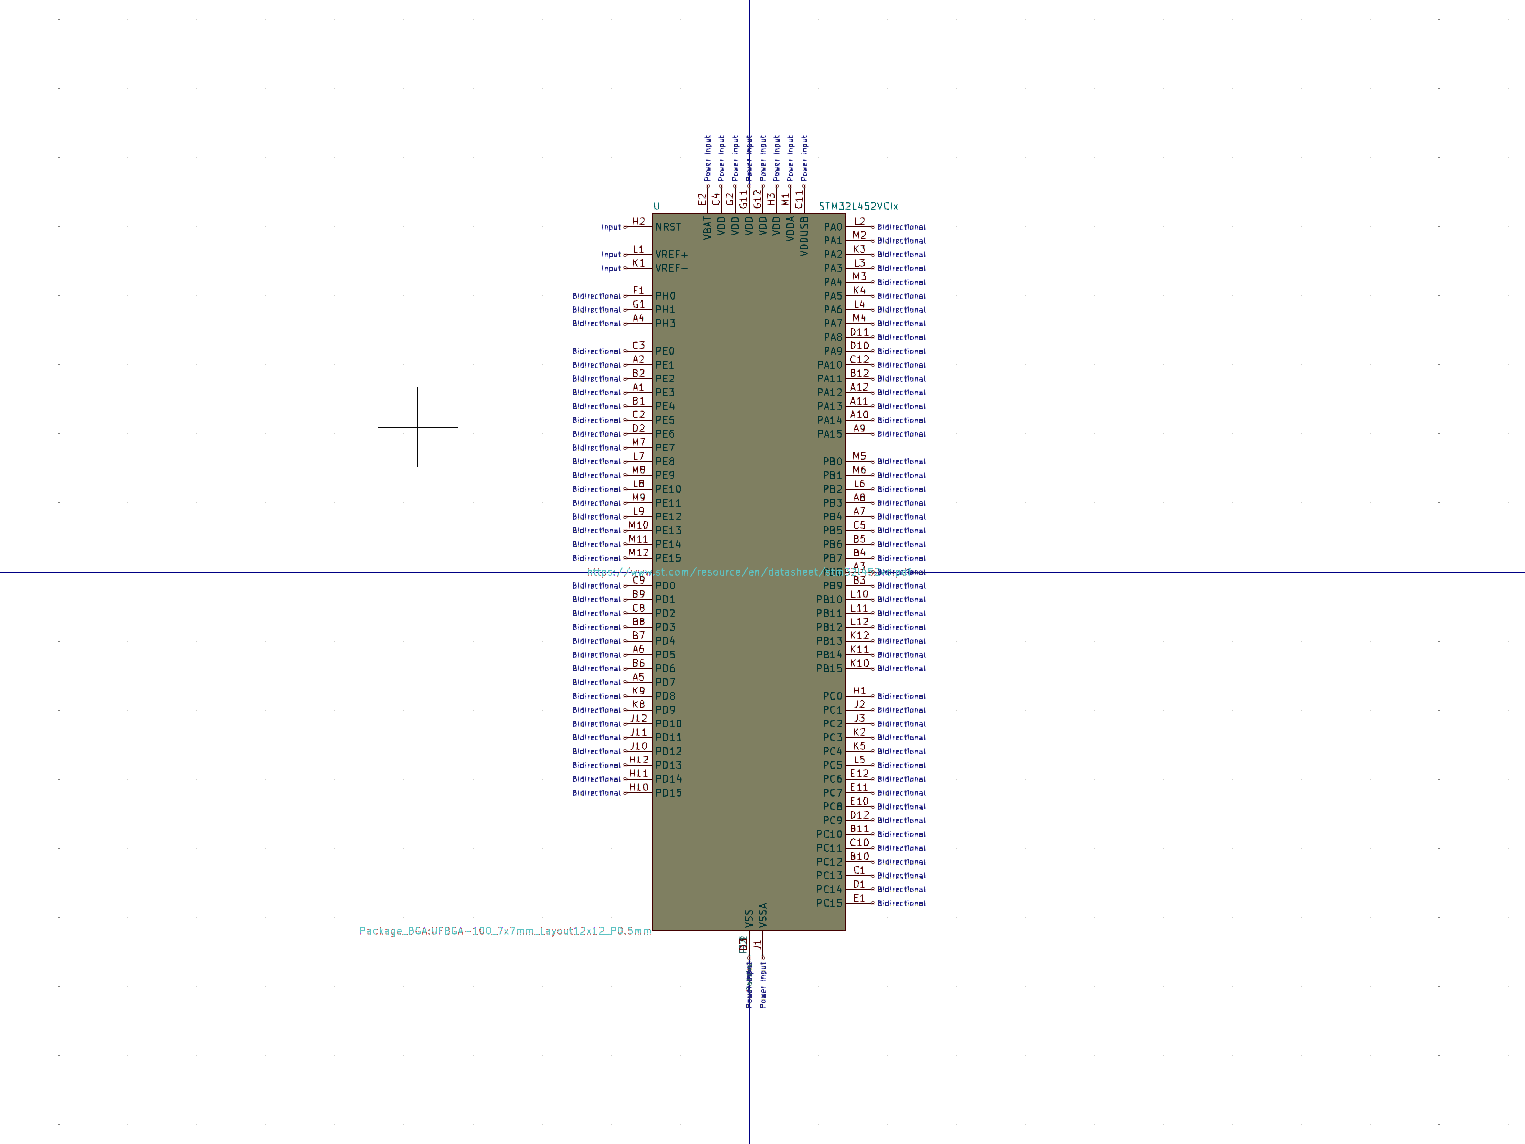 Power Input Power Input Power Input Power Input Power Input Power Input Power Input Power Input
E2 C4 G2 G11 G12 H3 M1 C11
U STM32L452VCIx
VBAT VDD VDD VDD VDD VDD VDDA VDDUSB
Input H2 NRST PA0 L2 Bidirectional
PA1 M2 Bidirectional
Input L1 VREF+ PA2 K3 Bidirectional
Input K1 VREF- PA3 L3 Bidirectional
PA4 M3 Bidirectional
Bidirectional F1 PH0 PA5 K4 Bidirectional
Bidirectional G1 PH1 PA6 L4 Bidirectional
Bidirectional A4 PH3 PA7 M4 Bidirectional
PA8 D11 Bidirectional
Bidirectional C3 PE0 PA9 D10 Bidirectional
Bidirectional A2 PE1 PA10 C12 Bidirectional
Bidirectional B2 PE2 PA11 B12 Bidirectional
Bidirectional A1 PE3 PA12 A12 Bidirectional
Bidirectional B1 PE4 PA13 A11 Bidirectional
Bidirectional C2 PE5 PA14 A10 Bidirectional
Bidirectional D2 PE6 PA15 A9 Bidirectional
Bidirectional M7 PE7
Bidirectional L7 PE8 PB0 M5 Bidirectional
Bidirectional M8 PE9 PB1 M6 Bidirectional
Bidirectional L8 PE10 PB2 L6 Bidirectional
Bidirectional M9 PE11 PB3 A8 Bidirectional
Bidirectional L9 PE12 PB4 A7 Bidirectional
Bidirectional M10 PE13 PB5 C5 Bidirectional
Bidirectional M11 PE14 PB6 B5 Bidirectional
Bidirectional M12 PE15 PB7 B4 Bidirectional
https://www.st.com/resource/en/datasheet/ A3 Bidirectional
Bidirectional C9 PD0 PB9 B3 Bidirectional
Bidirectional B9 PD1 PB10 L10 Bidirectional
Bidirectional C8 PD2 PB11 L11 Bidirectional
Bidirectional B8 PD3 PB12 L12 Bidirectional
Bidirectional B7 PD4 PB13 K12 Bidirectional
Bidirectional A6 PD5 PB14 K11 Bidirectional
Bidirectional B6 PD6 PB15 K10 Bidirectional
Bidirectional A5 PD7
Bidirectional K9 PD8 PC0 H1 Bidirectional
Bidirectional K8 PD9 PC1 J2 Bidirectional
Bidirectional J12 PD10 PC2 J3 Bidirectional
Bidirectional J11 PD11 PC3 K2 Bidirectional
Bidirectional J10 PD12 PC4 K5 Bidirectional
Bidirectional H12 PD13 PC5 L5 Bidirectional
Bidirectional H11 PD14 PC6 E12 Bidirectional
Bidirectional H10 PD15 PC7 E11 Bidirectional
PC8 E10 Bidirectional
PC9 D12 Bidirectional
PC10 B11 Bidirectional
PC11 C10 Bidirectional
PC12 B10 Bidirectional
PC13 C1 Bidirectional
PC14 D1 Bidirectional
PC15 E1 Bidirectional
VSS VSSA
Package_BGA:UFBGA-100_7x7mm_Layout12x12_P0.5mm
J1
Power Input Power Input